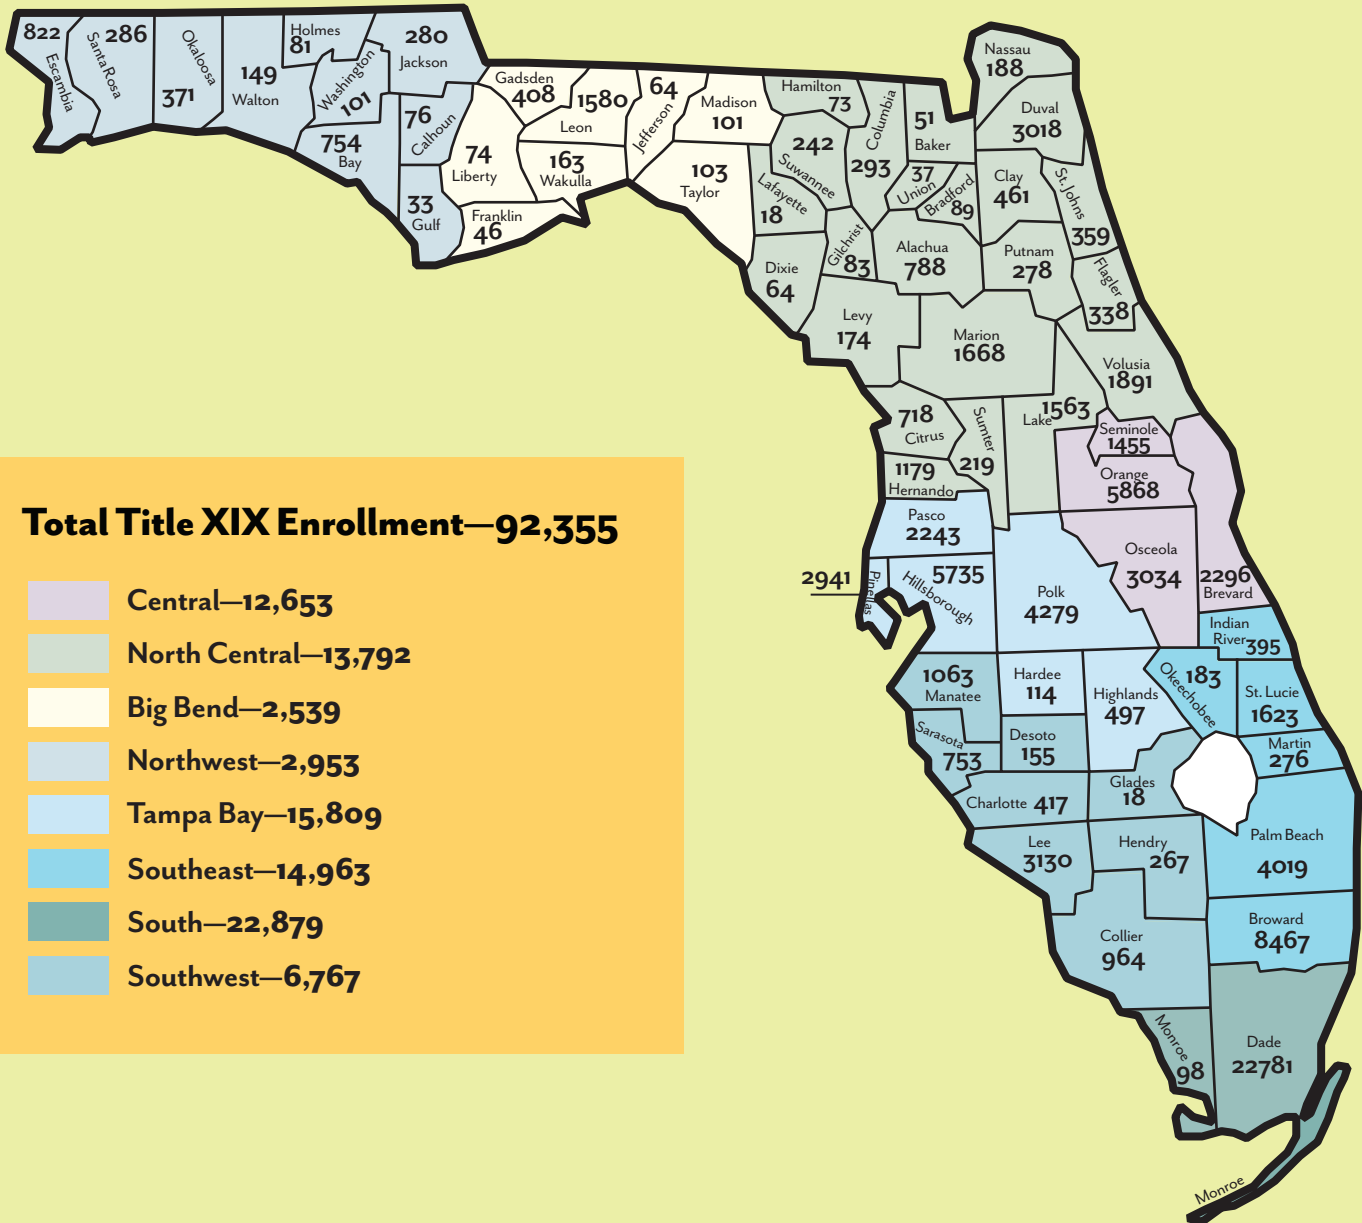 822
Escambia
Santa Rosa
286
Okaloosa
371
149
Walton
Holmes
81
Washington
101
280
Jackson
754
Bay
76
Calhoun
33
Gulf
Gadsden
408
74
Liberty
1580
Leon
163
Wakulla
Franklin
46
64
Jefferson
Madison
101
103
Taylor
Hamilton
73
242
Suwannee
Lafayette
18
Columbia
293
51
Baker
37
Union
Bradford
89
Nassau
188
Duval
3018
Clay
461
St. Johns
359
Gilchrist
83
Alachua
788
Putnam
278
Flagler
338
Dixie
64
Levy
174
Marion
1668
Volusia
1891
718
Citrus
Sumter
219
Lake
1563
Seminole
1455
Orange
5868
1179
Hernando
Pasco
2243
2941
Pinellas
Hillsborough
5735
Polk
4279
Osceola
3034
2296
Brevard
Indian
River
395
1063
Manatee
Hardee
114
Highlands
497
Okeechobee
183
St. Lucie
1623
Sarasota
753
Desoto
155
Martin
276
Charlotte 417
Glades
18
Lee
3130
Hendry
267
Palm Beach
4019
Collier
964
Broward
8467
Monroe
98
Dade
22781
Monroe
Total Title XIX Enrollment—92,355
Central—12,653
North Central—13,792
Big Bend—2,539
Northwest—2,953
Tampa Bay—15,809
Southeast—14,963
South—22,879
Southwest—6,767